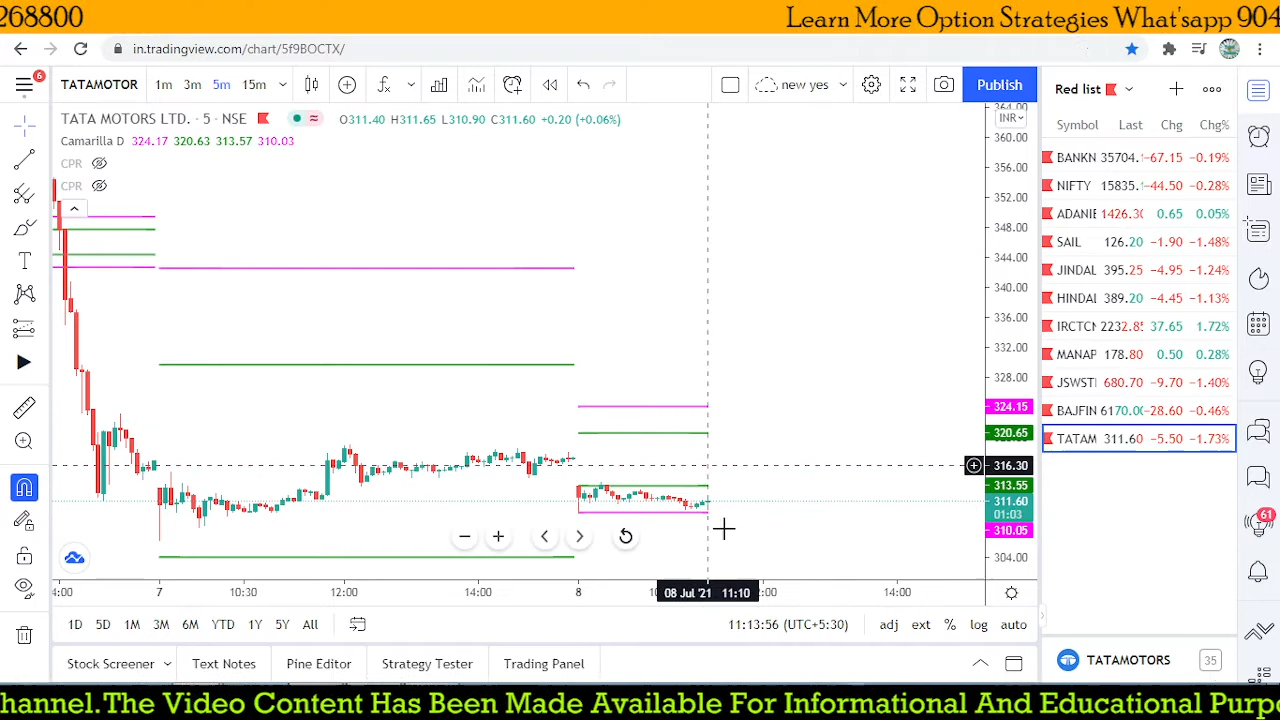 268800
Learn More Option Strategies What'sapp 904
in.tradingview.com/chart/5f9BOCTX/
6
TATAMOTOR 1m 3m 5m 15m new yes Publish
Red list
TATA MOTORS LTD. · 5 · NSE O311.40 H311.65 L310.90 C311.60 +0.20 (+0.06%)
Camarilla D 324.17 320.63 313.57 310.03
CPR
CPR
INR
364.00
360.00
356.00
352.00
348.00
344.00
340.00
336.00
332.00
328.00
324.15
320.65
316.30
313.55
311.60
01:03
310.05
304.00
4:00 7 10:30 12:00 14:00 8 08 Jul '21 11:10 2:00 14:00
1D 5D 1M 3M 6M YTD 1Y 5Y All 11:13:56 (UTC+5:30) adj ext % log auto
Stock Screener Text Notes Pine Editor Strategy Tester Trading Panel
Symbol Last Chg Chg%
BANKN 35704. -67.15 -0.19%
NIFTY 15835. -44.50 -0.28%
ADANIE 1426.30 0.65 0.05%
SAIL 126.20 -1.90 -1.48%
JINDAL 395.25 -4.95 -1.24%
HINDAL 389.20 -4.45 -1.13%
IRCTC 2232.85 37.65 1.72%
MANAP 178.80 0.50 0.28%
JSWSTI 680.70 -9.70 -1.40%
BAJFIN 6170.00 -28.60 -0.46%
TATAM 311.60 -5.50 -1.73%
61
TATAMOTORS 35
hannel.The Video Content Has Been Made Available For Informational And Educational Purpo